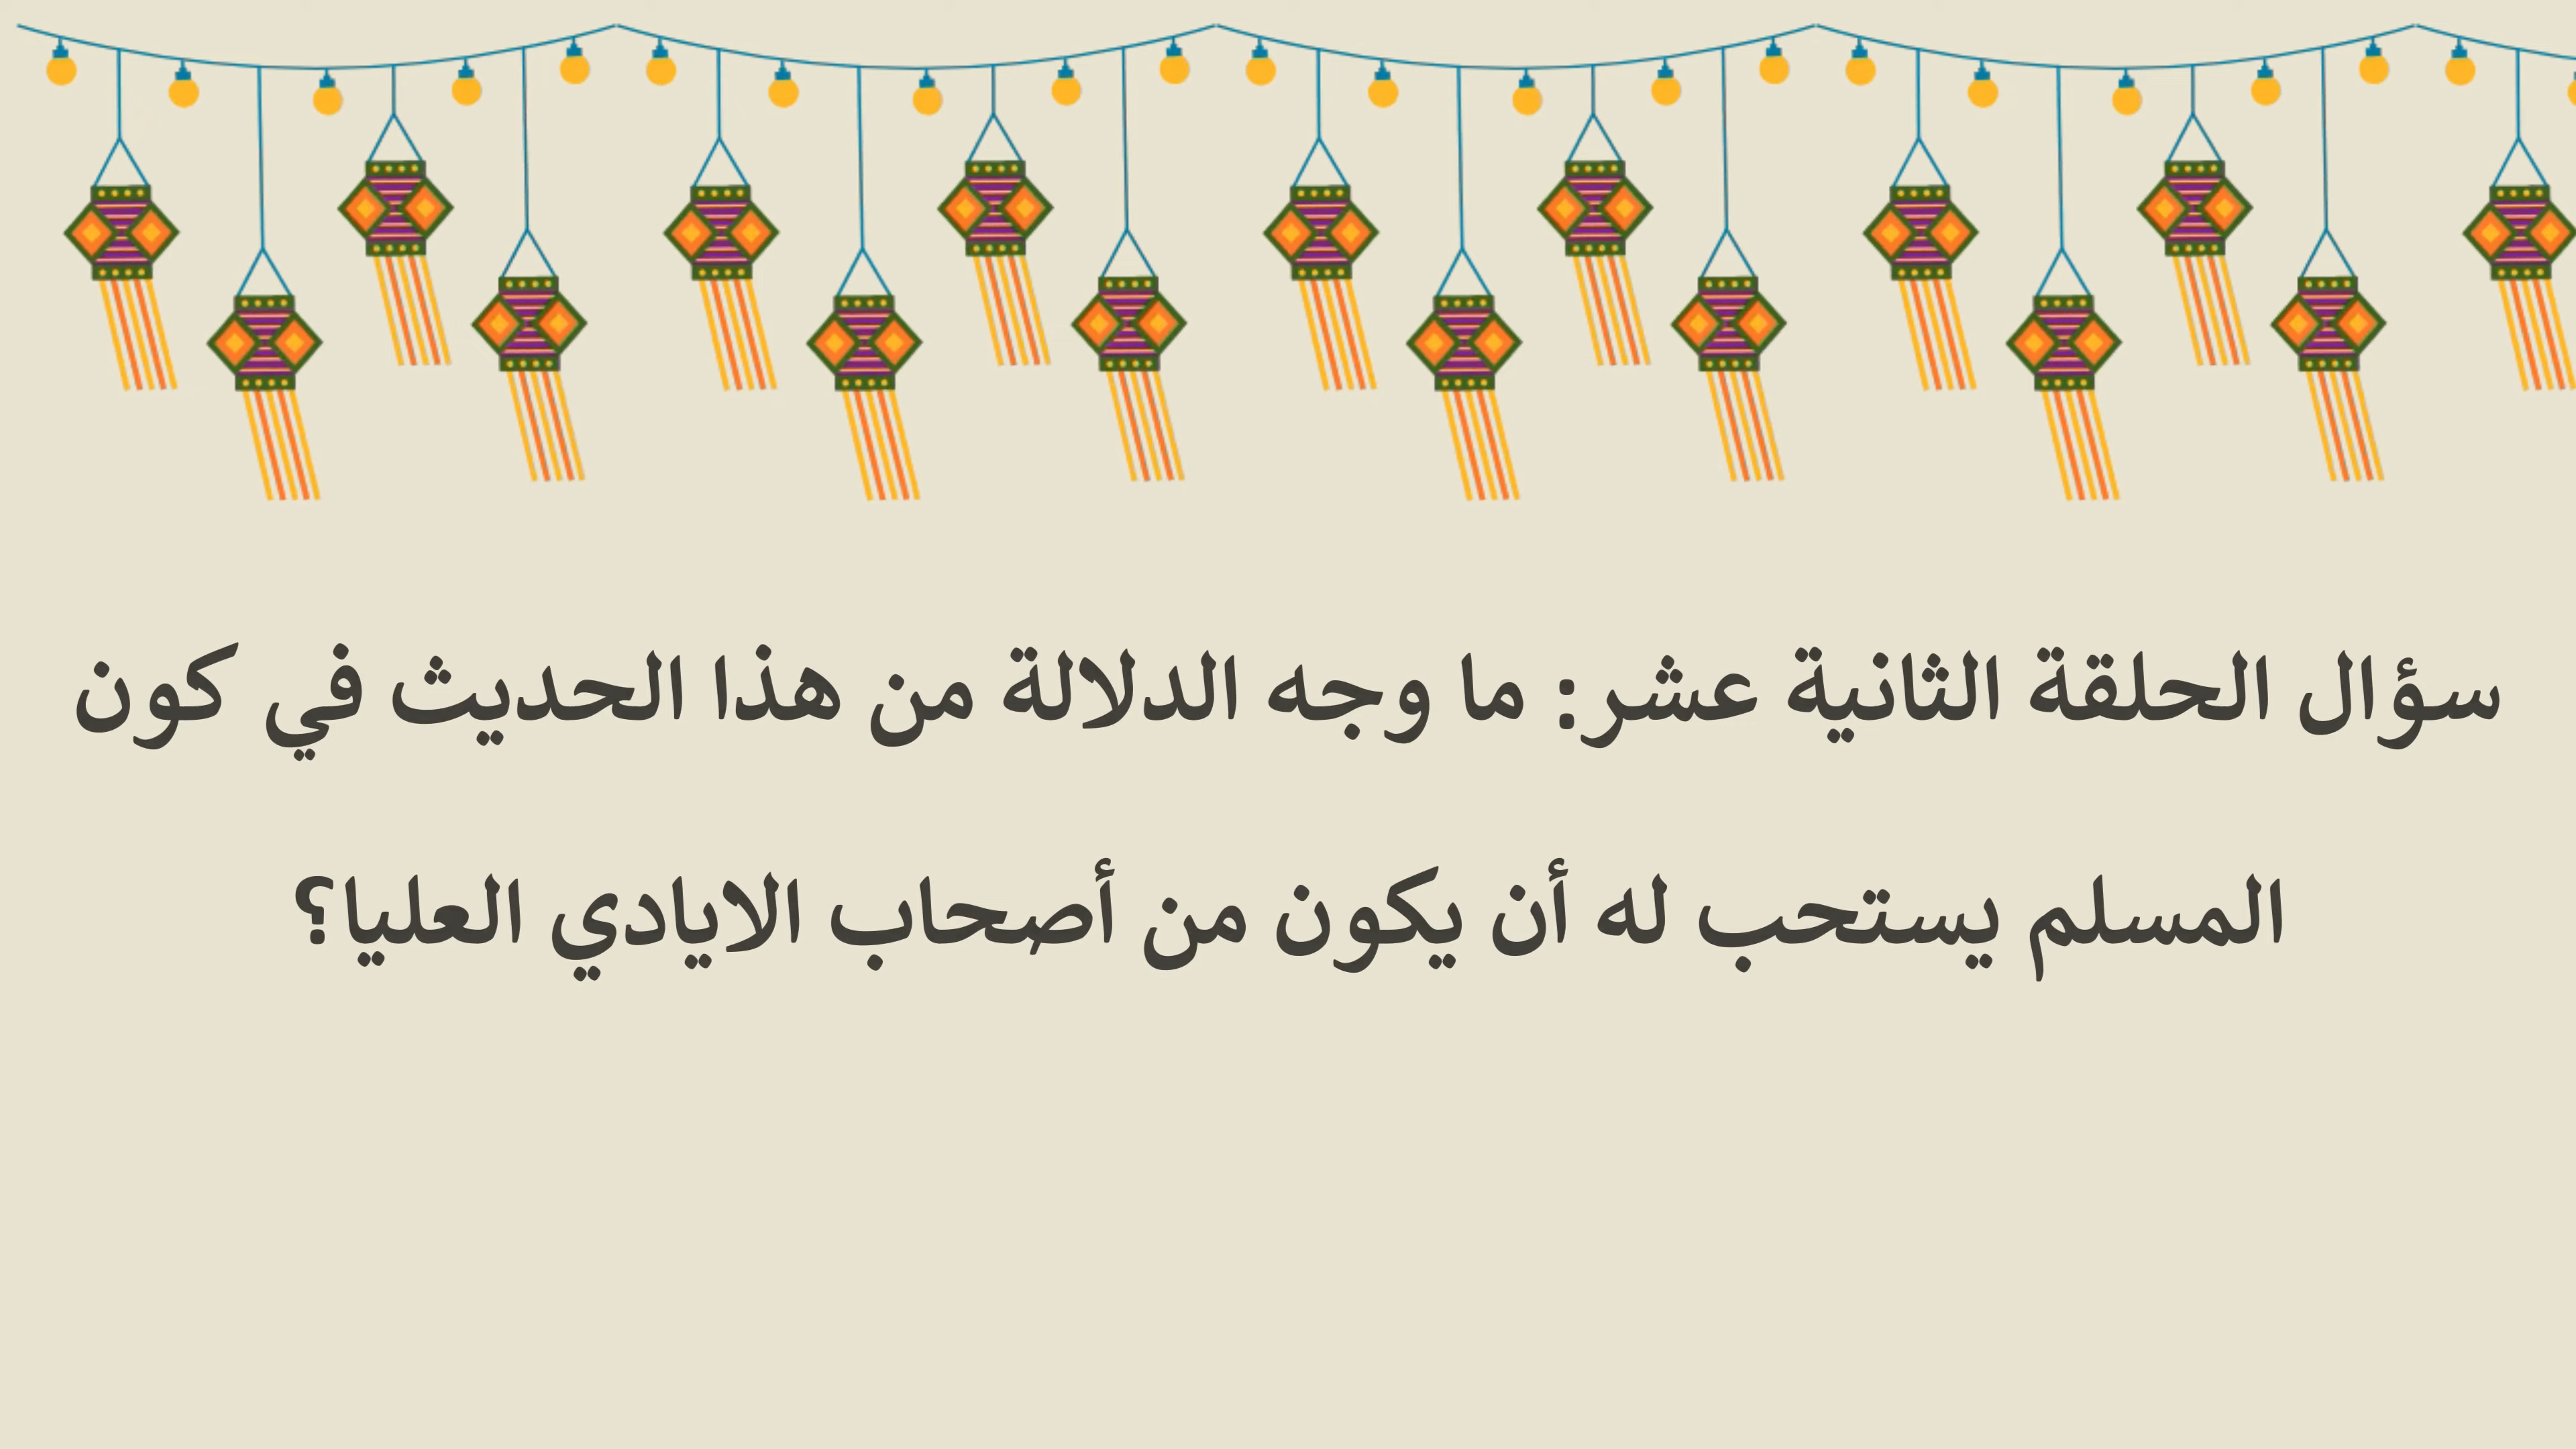 سؤال الحلقة الثانية عشر: ما وجه الدلالة من هذا الحديث في كون
المسلم يستحب له أن يكون من أصحاب الايادي العليا؟